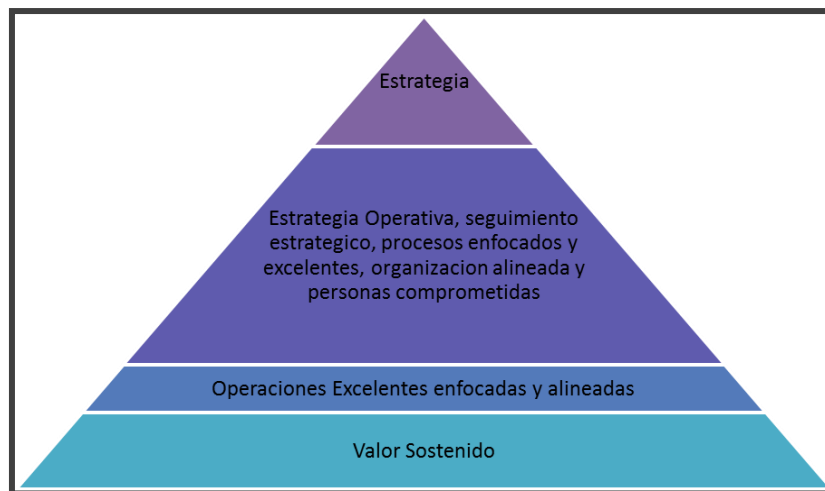 Estrategia
Estrategia Operativa, seguimiento
estrategico, procesos enfocados y
excelentes, organizacion alineada y
personas comprometidas
Operaciones Excelentes enfocadas y alineadas
Valor Sostenido